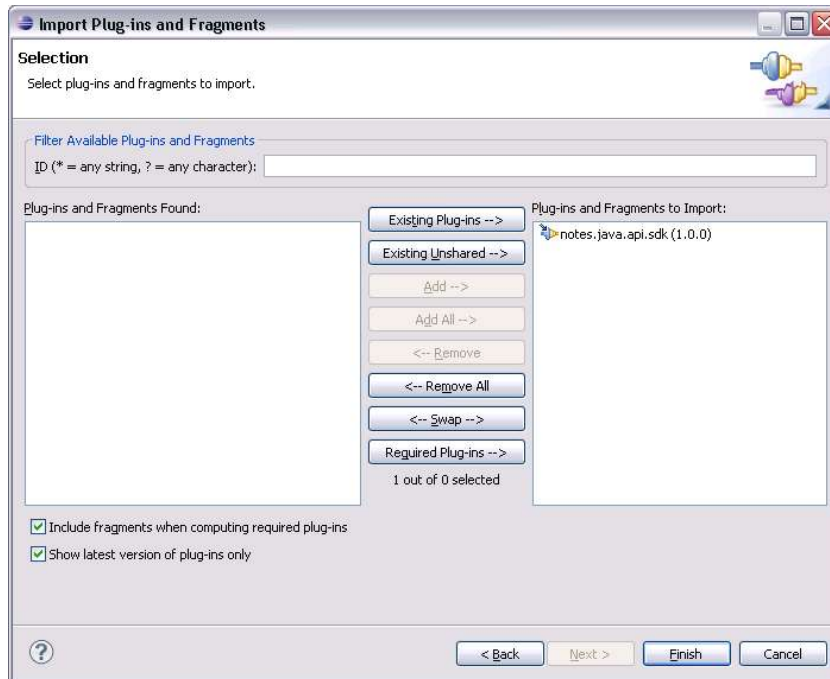 Import Plug-ins and Fragments
Selection
Select plug-ins and fragments to import.
Filter Available Plug-ins and Fragments
ID (* = any string, ? = any character):
Plug-ins and Fragments Found:
Existing Plug-ins -->
Existing Unshared -->
Add -->
Add All -->
<-- Remove
<-- Remove All
<-- Swap -->
Required Plug-ins -->
1 out of 0 selected
Plug-ins and Fragments to Import:
notes.java.api.sdk (1.0.0)
Include fragments when computing required plug-ins
Show latest version of plug-ins only
?
< Back Next > Finish Cancel